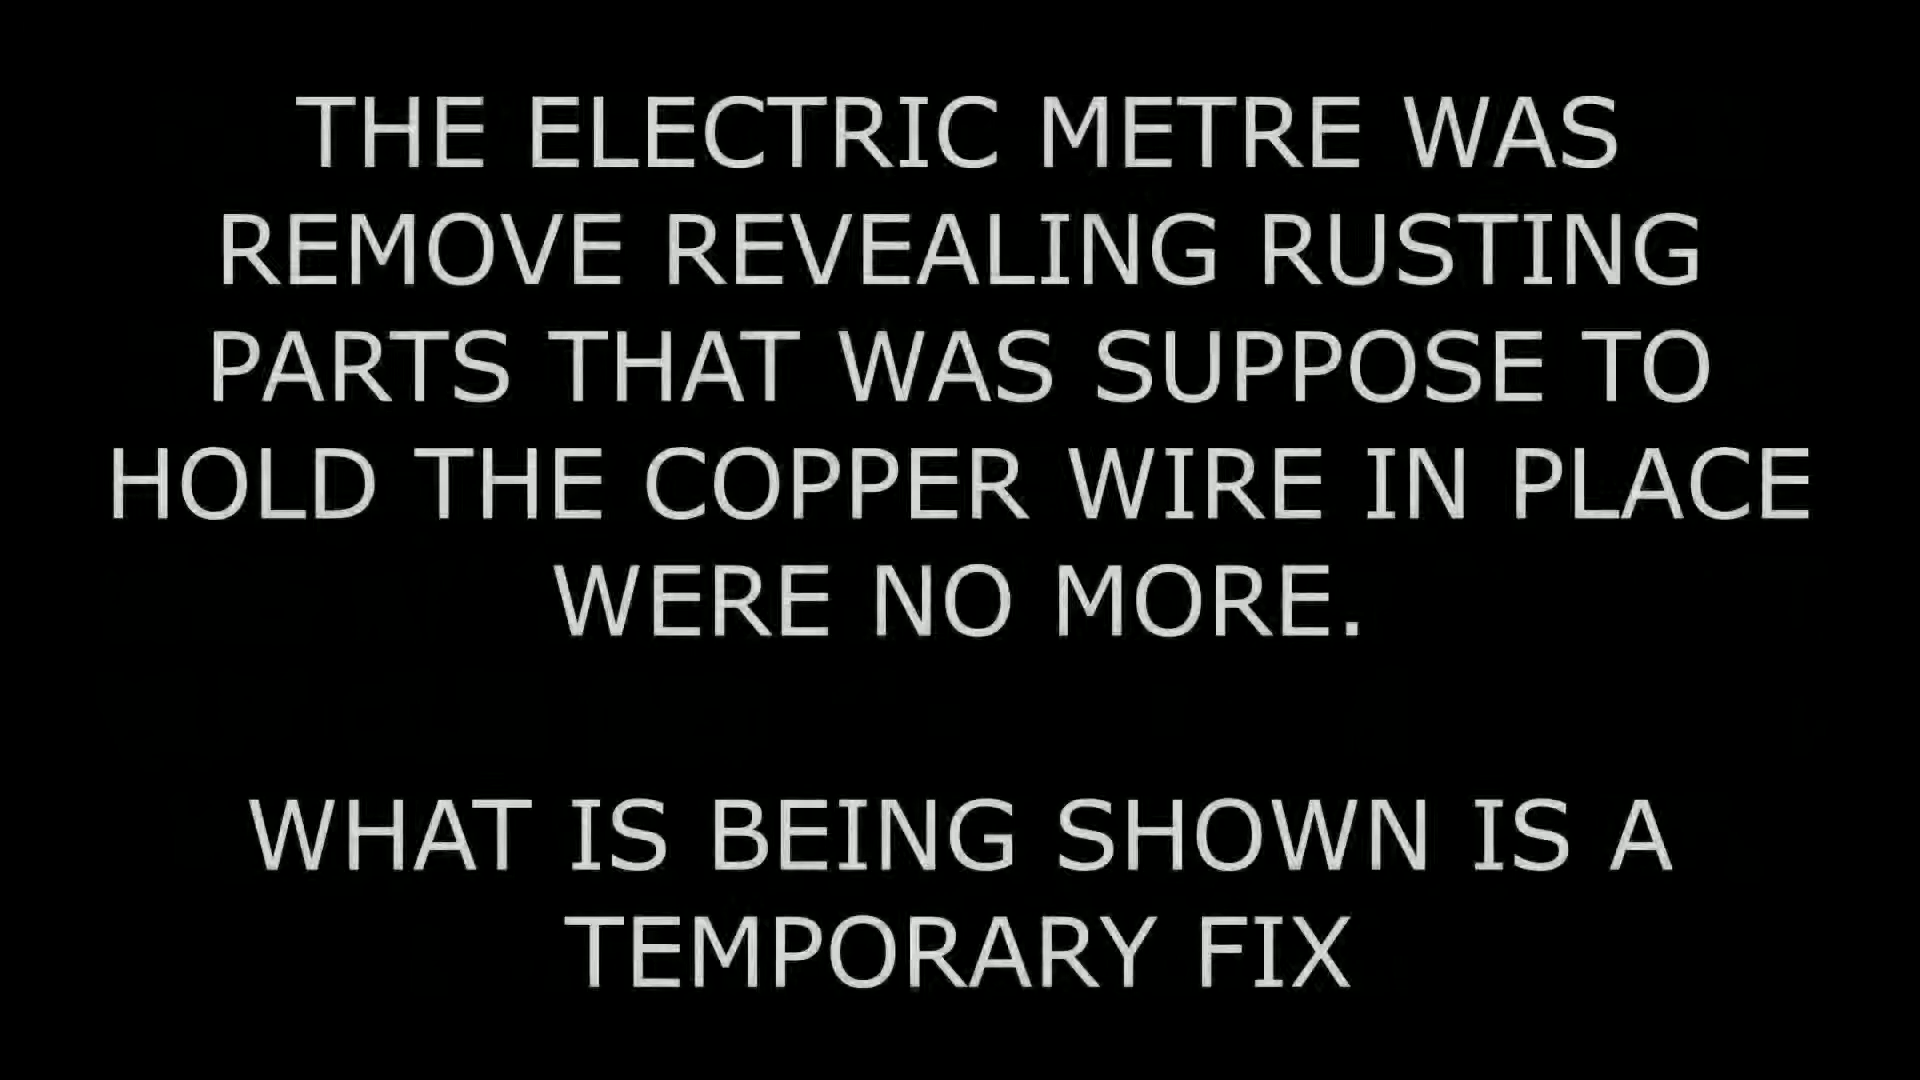 THE ELECTRIC METRE WAS
REMOVE REVEALING RUSTING
PARTS THAT WAS SUPPOSE TO
HOLD THE COPPER WIRE IN PLACE
WERE NO MORE.
WHAT IS BEING SHOWN IS A
TEMPORARY FIX